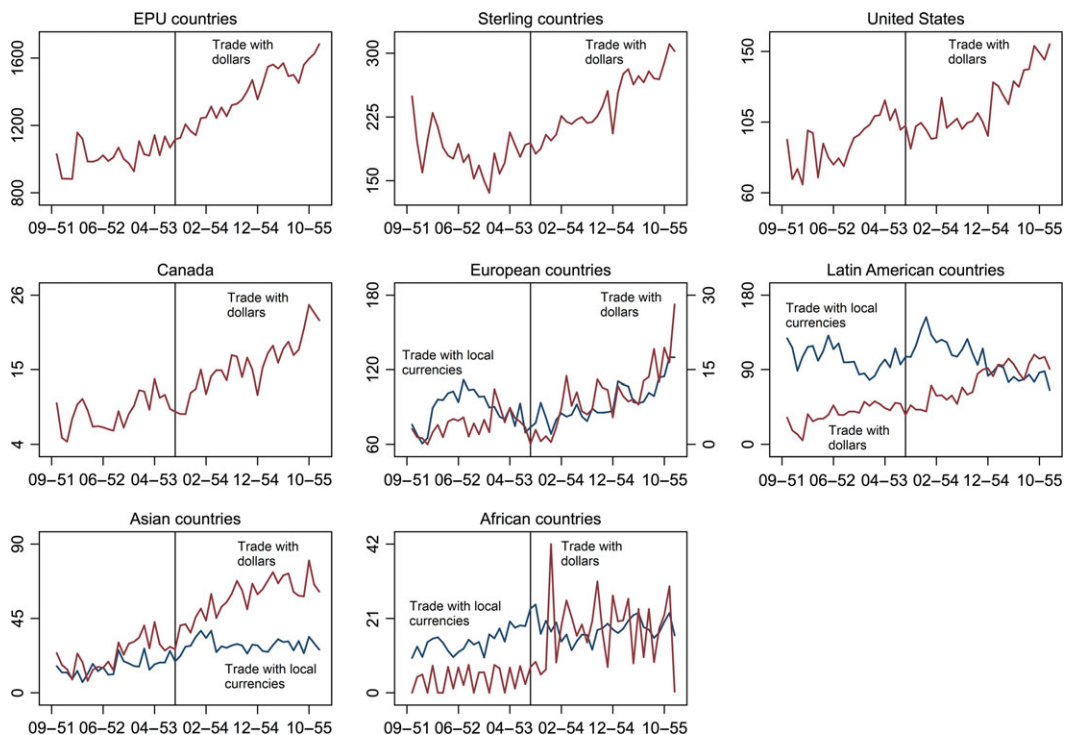 EPU countries
Trade with
dollars
1600
1200
800
09–51 06–52 04–53 02–54 12–54 10–55
Sterling countries
Trade with
dollars
300
225
150
09–51 06–52 04–53 02–54 12–54 10–55
United States
Trade with
dollars
150
105
60
09–51 06–52 04–53 02–54 12–54 10–55
Canada
Trade with
dollars
26
15
4
09–51 06–52 04–53 02–54 12–54 10–55
European countries
Trade with
dollars
Trade with local
currencies
180
120
60
30
15
0
09–51 06–52 04–53 02–54 12–54 10–55
Latin American countries
Trade with local
currencies
Trade with
dollars
180
90
0
09–51 06–52 04–53 02–54 12–54 10–55
Asian countries
Trade with
dollars
Trade with local
currencies
90
45
0
09–51 06–52 04–53 02–54 12–54 10–55
African countries
Trade with
dollars
Trade with local
currencies
42
21
0
09–51 06–52 04–53 02–54 12–54 10–55